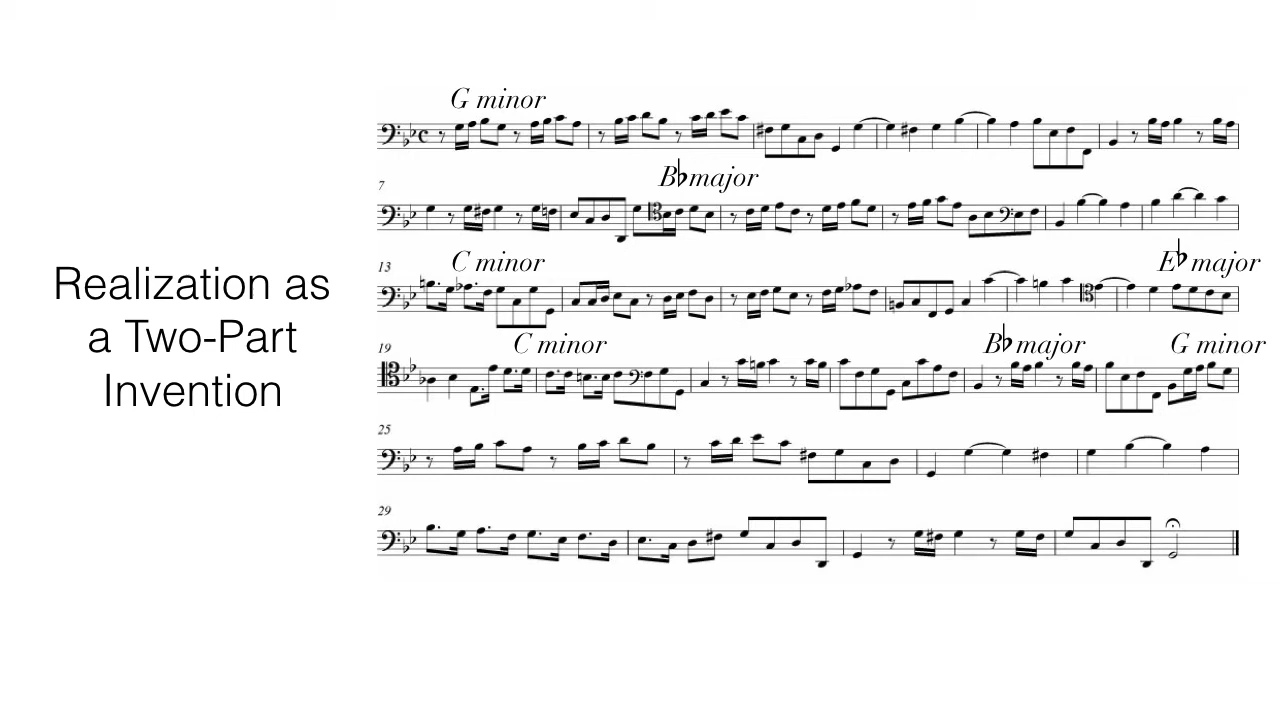 Realization as
a Two-Part
Invention
G minor
B♭ major
7
C minor
E♭ major
13
C minor
B♭ major
G minor
19
25
29